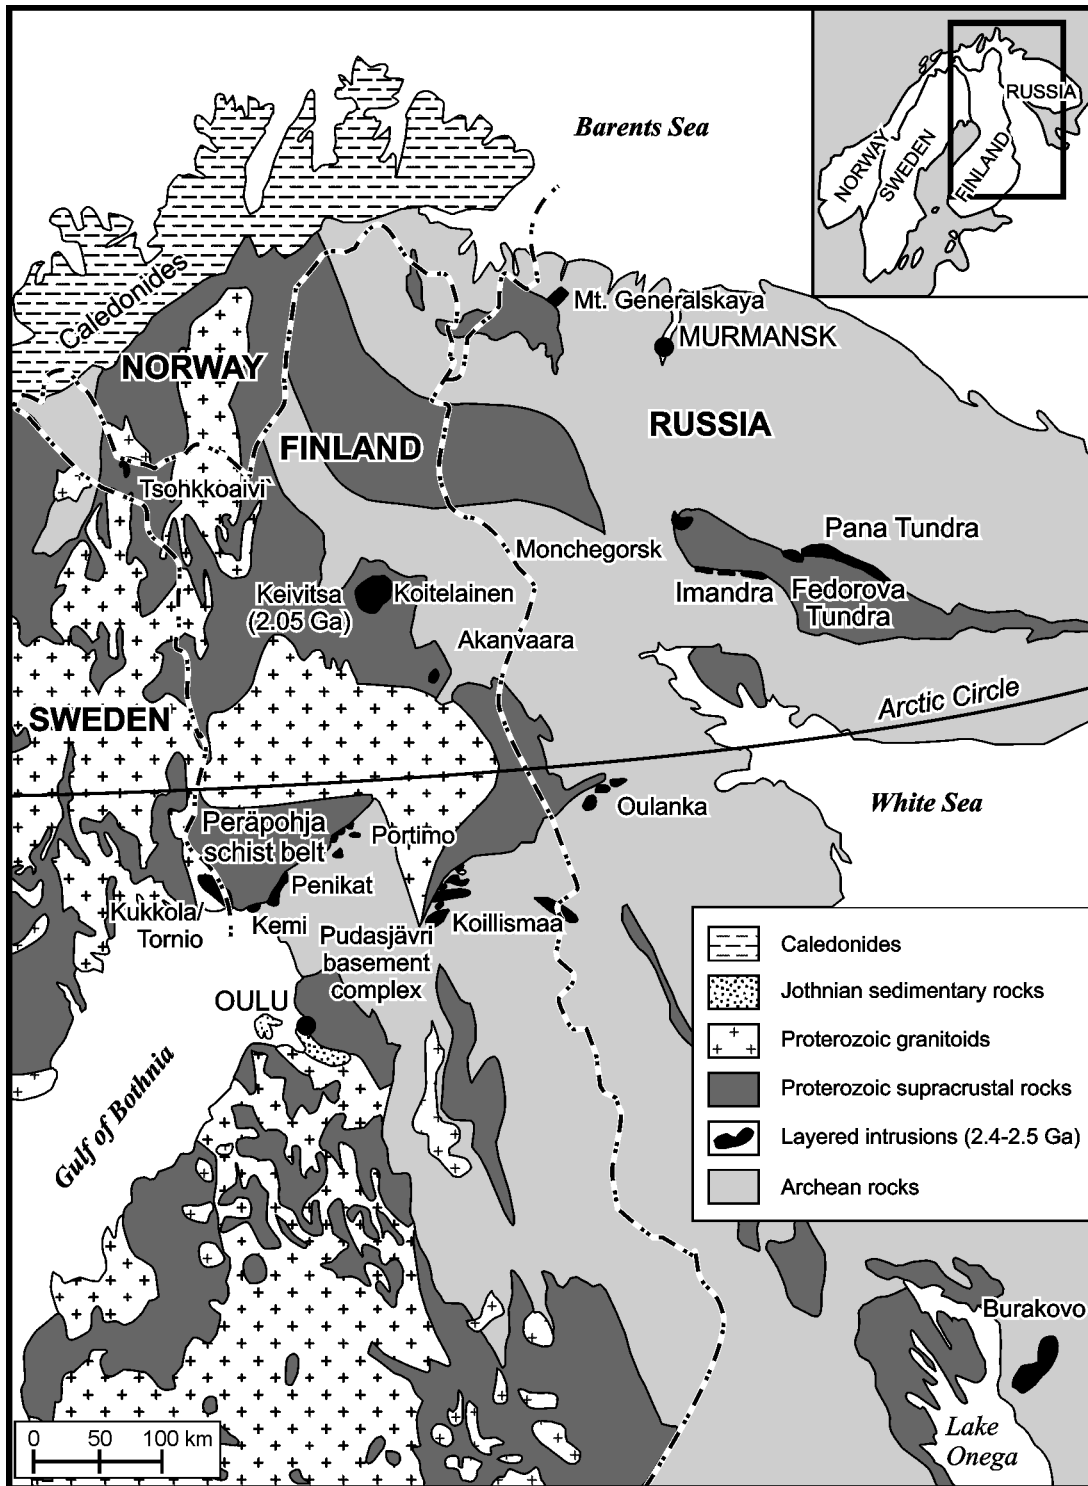 Barents Sea
RUSSIA
NORWAY
SWEDEN
FINLAND
Caledonides
Mt. Generalskaya
MURMANSK
NORWAY
RUSSIA
FINLAND
Tsohkkoaivi
Pana Tundra
Monchegorsk
Keivitsa
(2.05 Ga)
Koitelainen
Imandra
Fedorova
Tundra
Akanvaara
SWEDEN
Arctic Circle
White Sea
Oulanka
Peräpohja
schist belt
Portimo
Penikat
Kukkola/
Tornio
Kemi
Pudasjävri
basement
complex
Koillismaa
OULU
Gulf of Bothnia
Caledonides
Jothnian sedimentary rocks
Proterozoic granitoids
Proterozoic supracrustal rocks
Layered intrusions (2.4-2.5 Ga)
Archean rocks
Burakovo
Lake
Onega
0 50 100 km